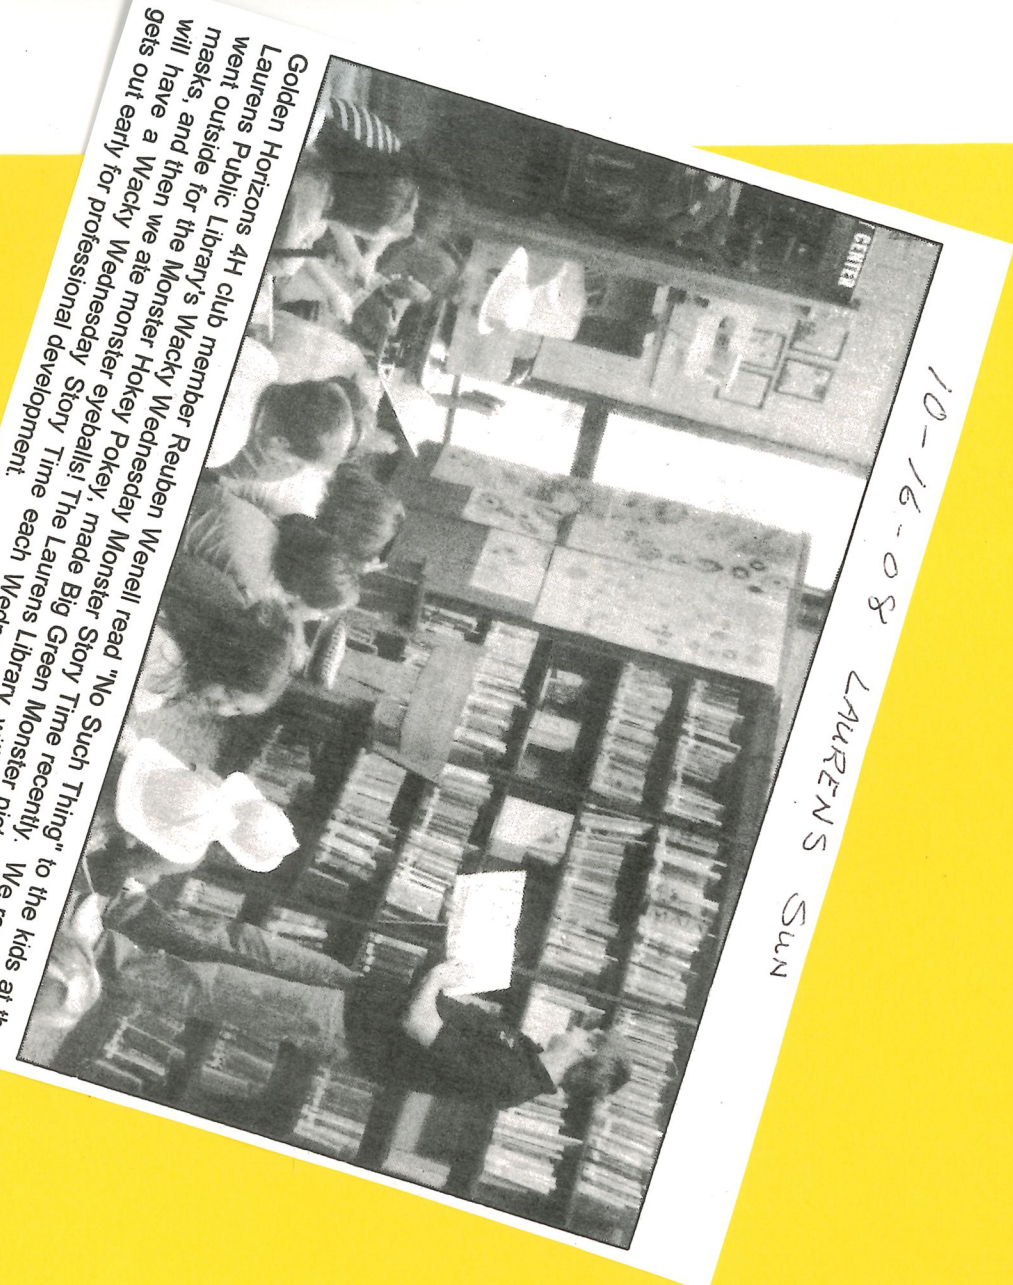 10-16-08 LAURENS SUN
CENTER
Golden Horizons 4H club member Reuben Wenell read "No Such Thing" to the kids at
Laurens Public Library's Wacky Wednesday Monster Story Time recently. We
went outside for the Monster Hokey Pokey, made Big Green Monster
masks, and then we ate monster eyeballs! The Laurens Library
will have a Wacky Wednesday Story Time each
gets out early for professional development.